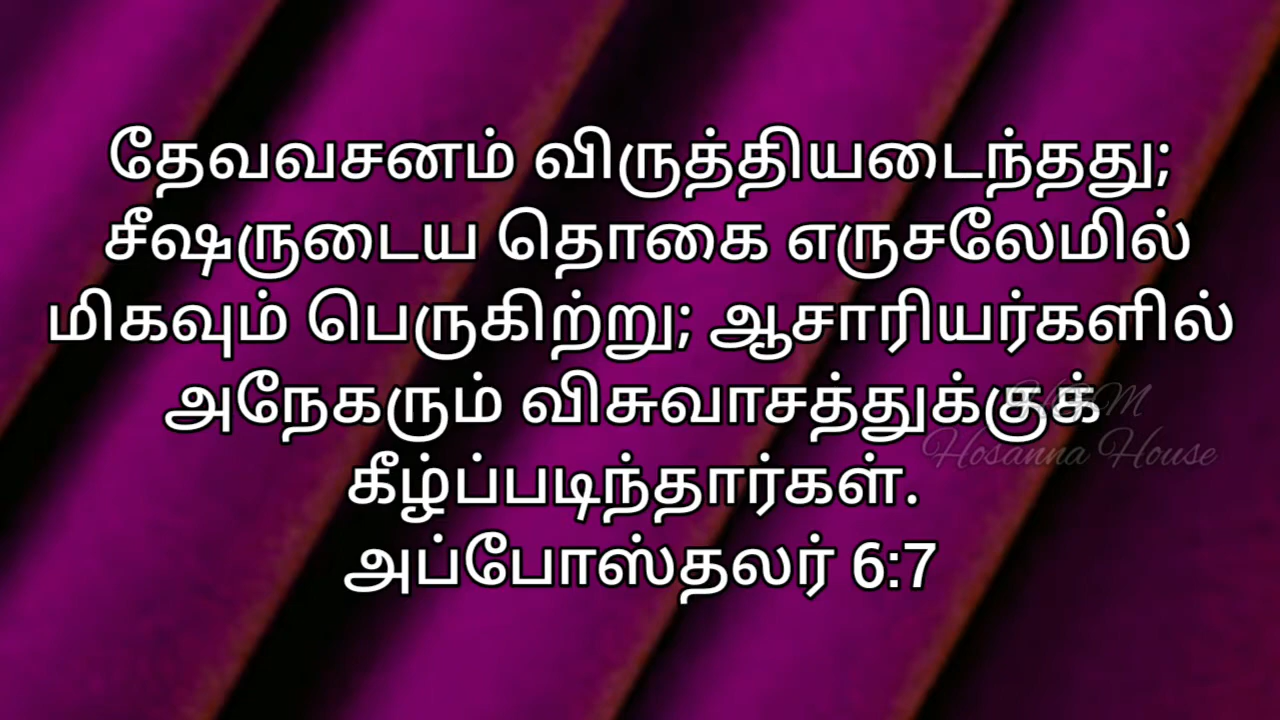 தேவவசனம் விருத்தியடைந்தது;
சீஷருடைய தொகை எருசலேமில்
மிகவும் பெருகிற்று; ஆசாரியர்களில்
அநேகரும் விசுவாசத்துக்குக்
கீழ்ப்படிந்தார்கள்.
அப்போஸ்தலர் 6:7
Hosanna House